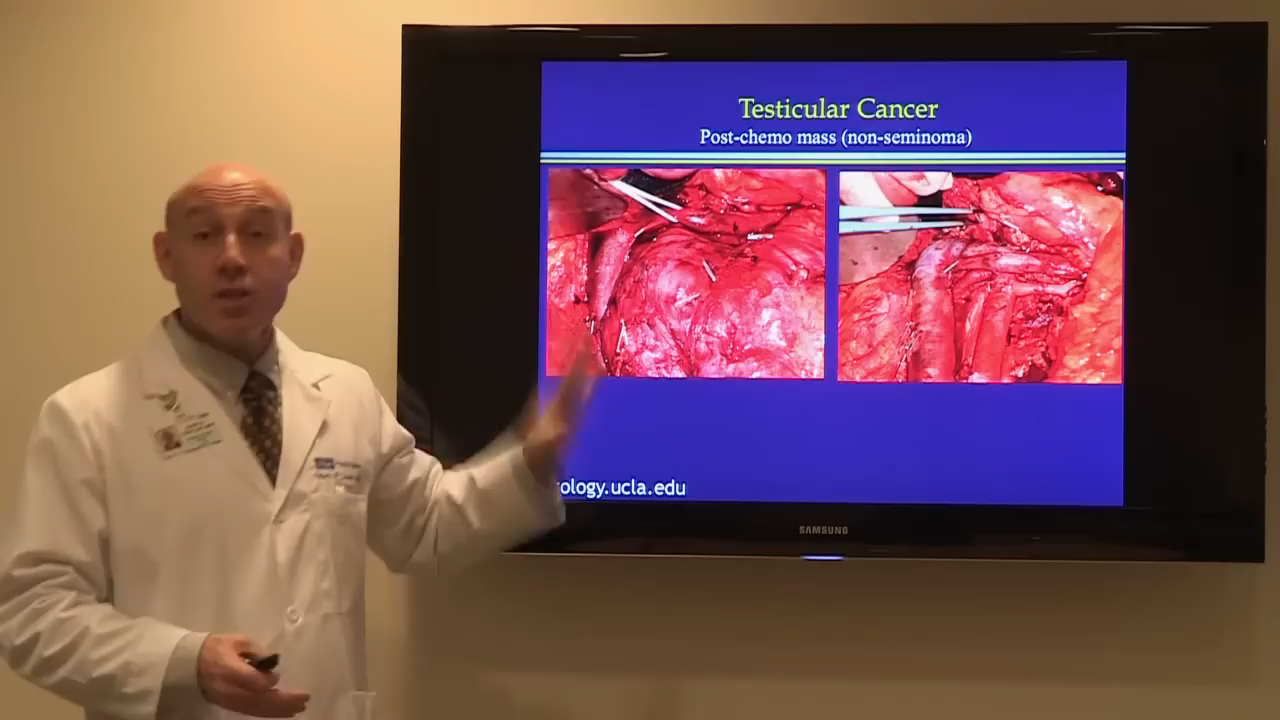 Testicular Cancer
Post-chemo mass (non-seminoma)
ology.ucla.edu
SAMSUNG